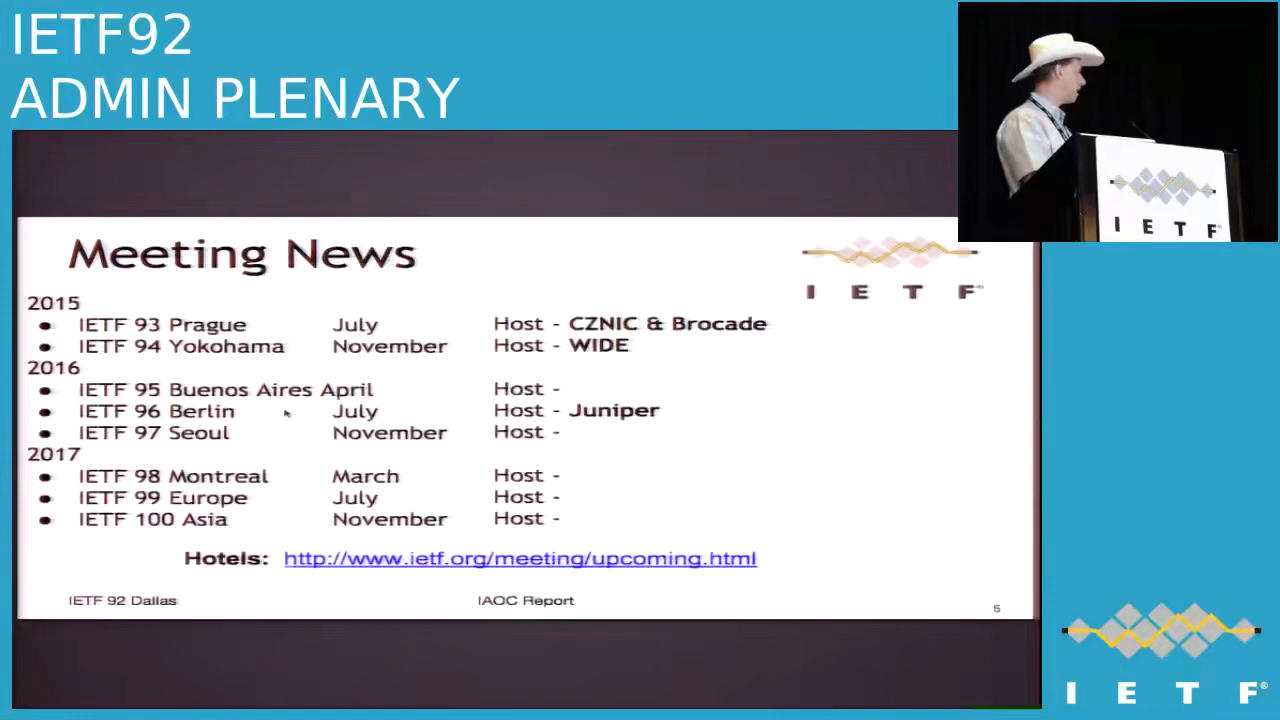 IETF92
ADMIN PLENARY
I E T F
Meeting News
I E T F®
2015
• IETF 93 Prague July Host - CZNIC & Brocade
• IETF 94 Yokohama November Host - WIDE
2016
• IETF 95 Buenos Aires April Host -
• IETF 96 Berlin July Host - Juniper
• IETF 97 Seoul November Host -
2017
• IETF 98 Montreal March Host -
• IETF 99 Europe July Host -
• IETF 100 Asia November Host -
Hotels: http://www.ietf.org/meeting/upcoming.html
IETF 92 Dallas IAOC Report 5
I E T F®